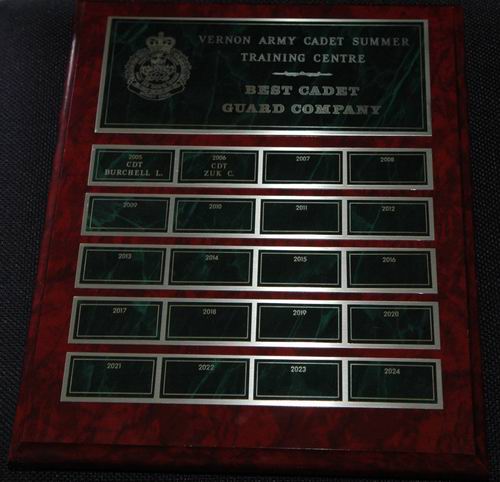 VERNON ARMY CADET SUMMER
TRAINING CENTRE
BEST CADET
GUARD COMPANY
2005
CDT
BURCHELL L.
2006
CDT
ZUK C.
2007
2008
2009
2010
2011
2012
2013
2014
2015
2016
2017
2018
2019
2020
2021
2022
2023
2024